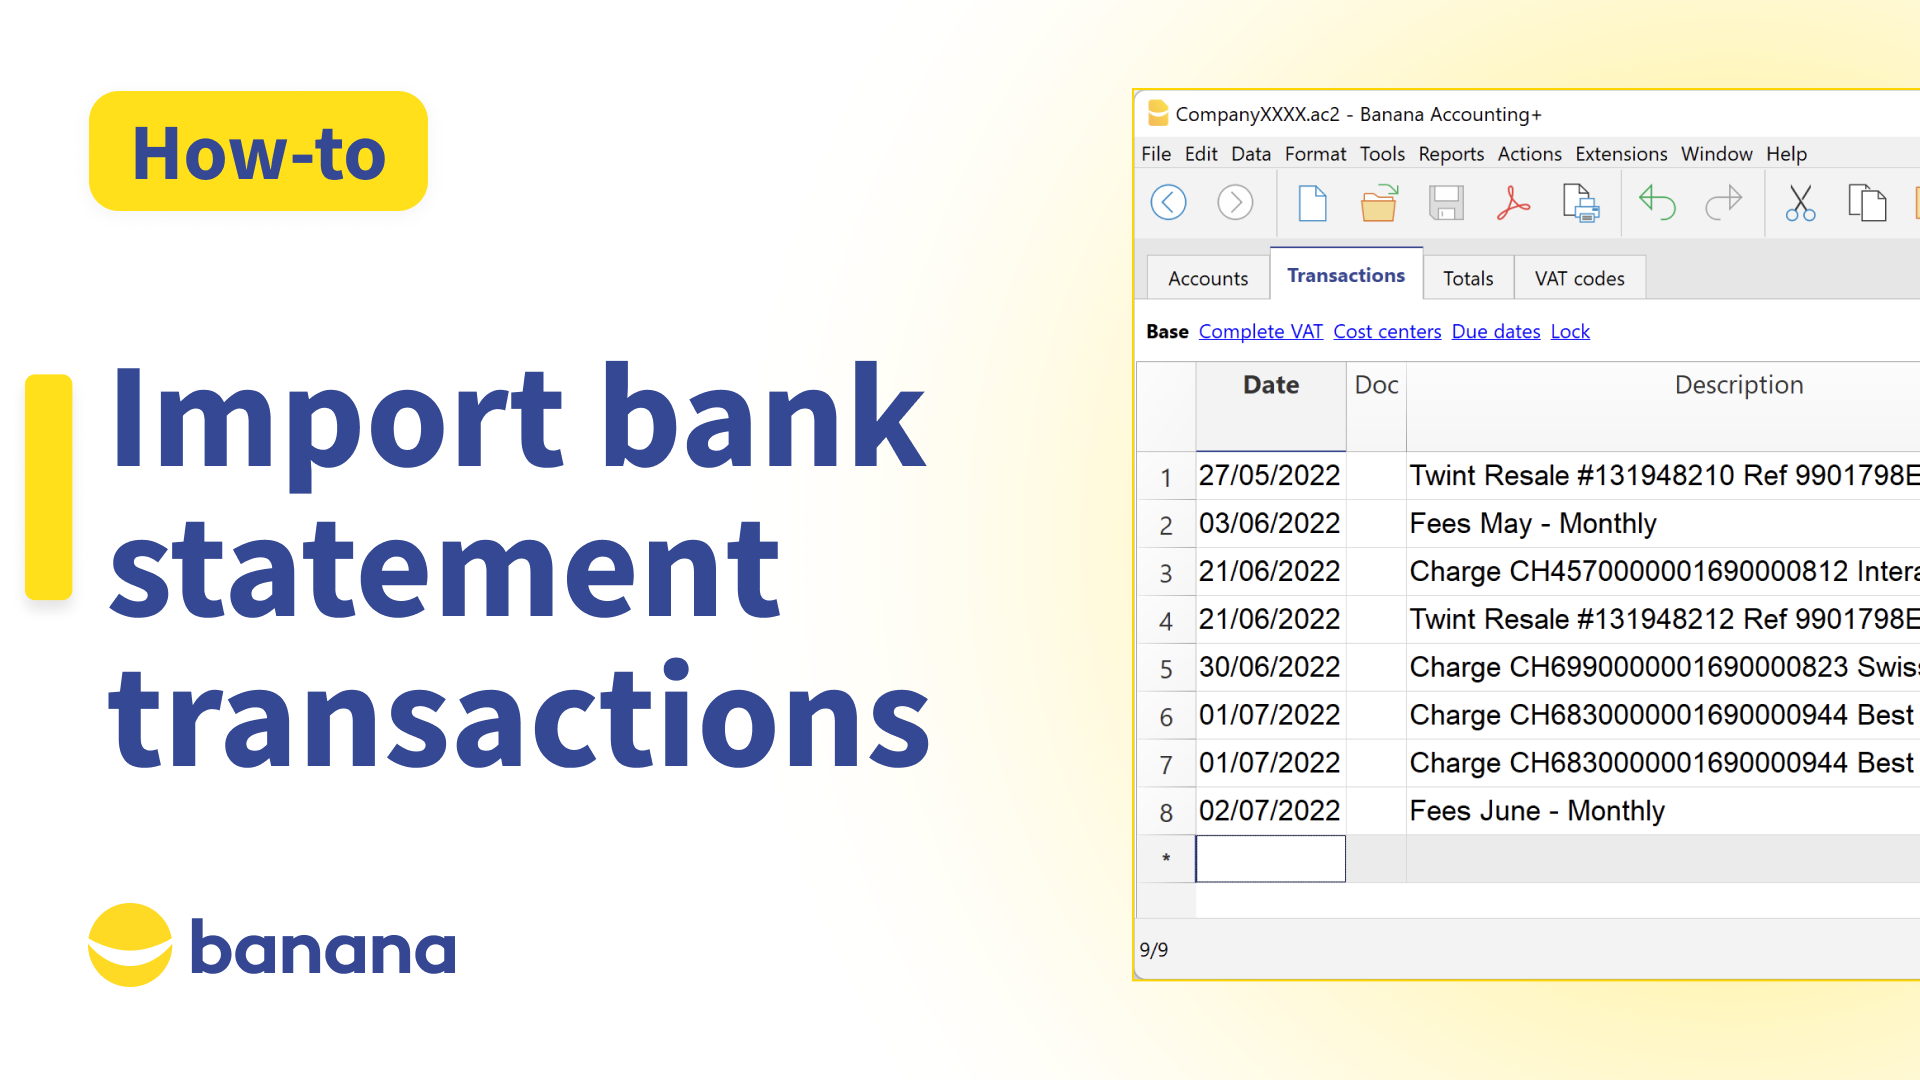 How-to
Import bank
statement
transactions
banana
CompanyXXXX.ac2 - Banana Accounting+
File Edit Data Format Tools Reports Actions Extensions Window Help
Accounts Transactions Totals VAT codes
Base Complete VAT Cost centers Due dates Lock
Date Doc Description
1 27/05/2022 Twint Resale #131948210 Ref 9901798E
2 03/06/2022 Fees May - Monthly
3 21/06/2022 Charge CH4570000001690000812 Intera
4 21/06/2022 Twint Resale #131948212 Ref 9901798E
5 30/06/2022 Charge CH6990000001690000823 Swiss
6 01/07/2022 Charge CH6830000001690000944 Best
7 01/07/2022 Charge CH6830000001690000944 Best
8 02/07/2022 Fees June - Monthly
*
9/9